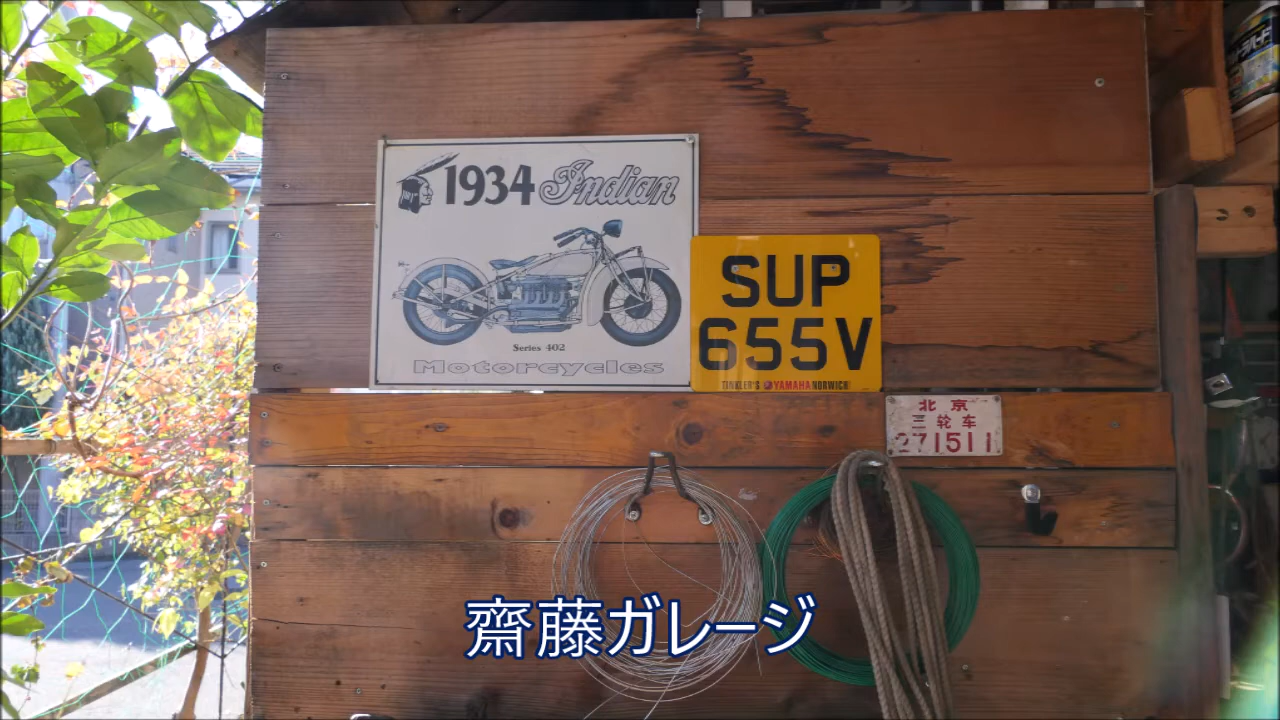 1934 Indian
Series 402
Motorcycles
SUP
655V
TINKLER'S YAMAHA NORWICH
北京
三轮车
271511
齋藤ガレージ